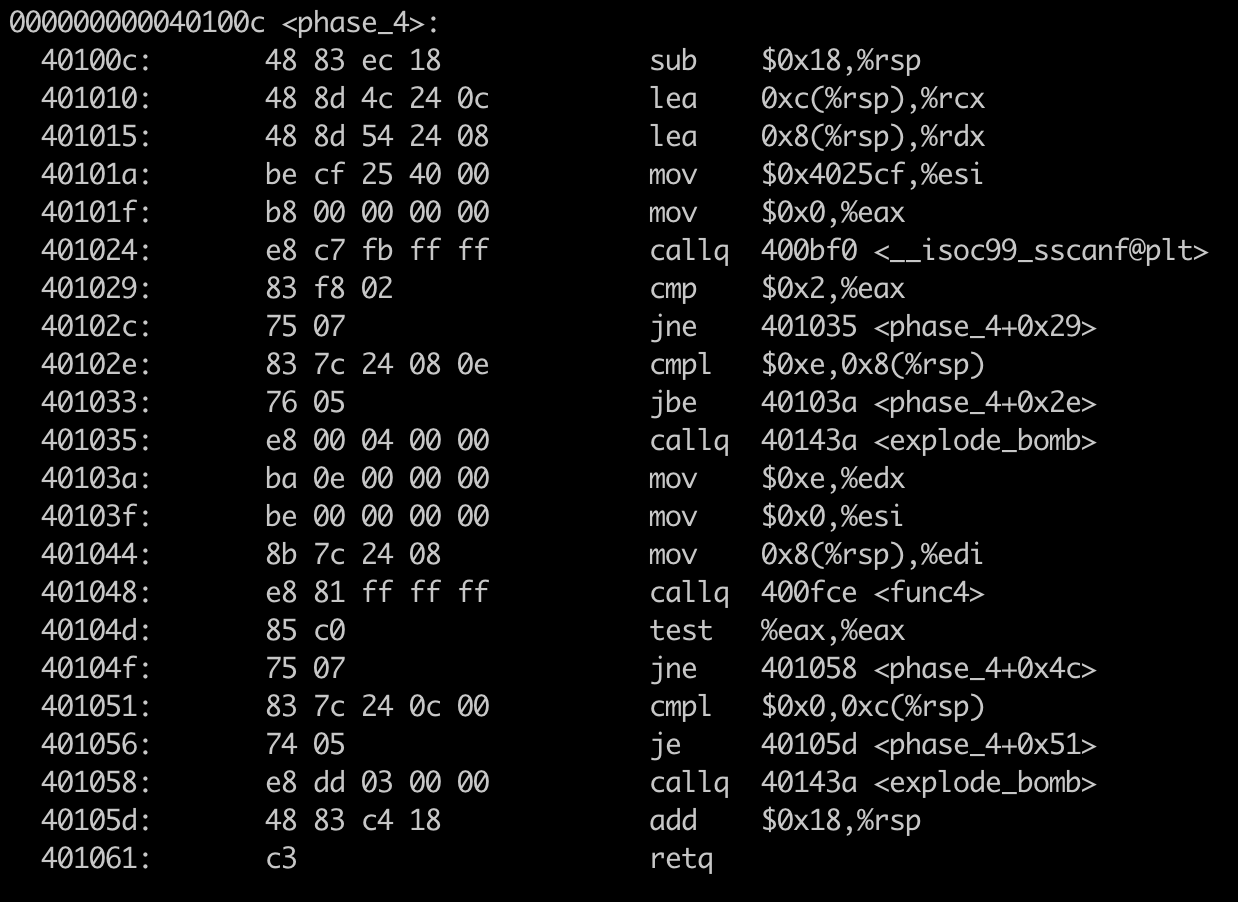 000000000040100c <phase_4>:
40100c: 48 83 ec 18 sub $0x18,%rsp
401010: 48 8d 4c 24 0c lea 0xc(%rsp),%rcx
401015: 48 8d 54 24 08 lea 0x8(%rsp),%rdx
40101a: be cf 25 40 00 mov $0x4025cf,%esi
40101f: b8 00 00 00 00 mov $0x0,%eax
401024: e8 c7 fb ff ff callq 400bf0 <__isoc99_sscanf@plt>
401029: 83 f8 02 cmp $0x2,%eax
40102c: 75 07 jne 401035 <phase_4+0x29>
40102e: 83 7c 24 08 0e cmpl $0xe,0x8(%rsp)
401033: 76 05 jbe 40103a <phase_4+0x2e>
401035: e8 00 04 00 00 callq 40143a <explode_bomb>
40103a: ba 0e 00 00 00 mov $0xe,%edx
40103f: be 00 00 00 00 mov $0x0,%esi
401044: 8b 7c 24 08 mov 0x8(%rsp),%edi
401048: e8 81 ff ff ff callq 400fce <func4>
40104d: 85 c0 test %eax,%eax
40104f: 75 07 jne 401058 <phase_4+0x4c>
401051: 83 7c 24 0c 00 cmpl $0x0,0xc(%rsp)
401056: 74 05 je 40105d <phase_4+0x51>
401058: e8 dd 03 00 00 callq 40143a <explode_bomb>
40105d: 48 83 c4 18 add $0x18,%rsp
401061: c3 retq